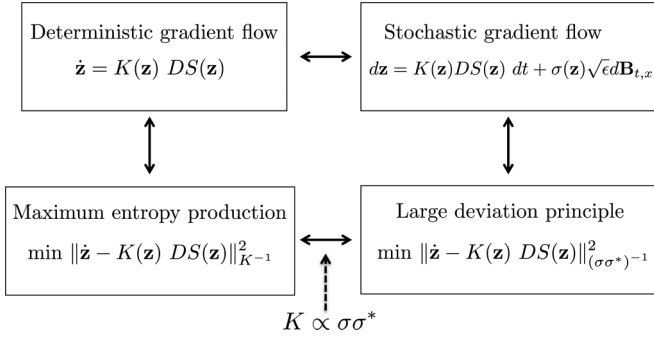 Deterministic gradient flow
ż = K(z) DS(z)
Stochastic gradient flow
dz = K(z)DS(z) dt + σ(z)√ϵdB_{t,x}
Maximum entropy production
min ‖ż − K(z) DS(z)‖²_{K⁻¹}
Large deviation principle
min ‖ż − K(z) DS(z)‖²_{(σσ*)⁻¹}
K ∝ σσ*